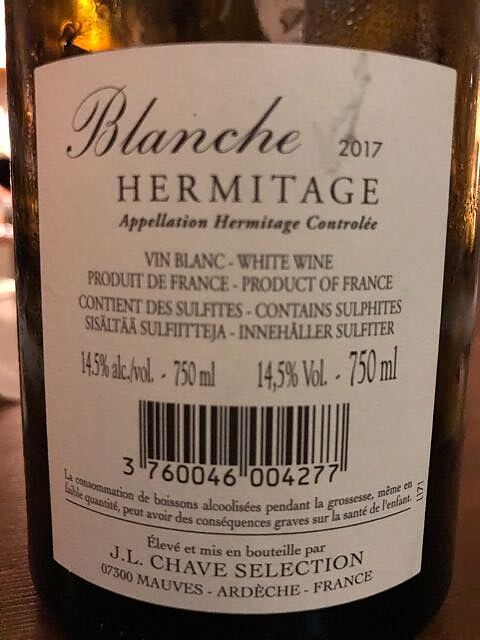 Blanche 2017
HERMITAGE
Appellation Hermitage Controlée
VIN BLANC - WHITE WINE
PRODUIT DE FRANCE - PRODUCT OF FRANCE
CONTIENT DES SULFITES - CONTAINS SULPHITES
SISÄLTÄÄ SULFIITTEJA - INNEHÅLLER SULFITER
14.5% alc./vol. - 750 ml 14,5% Vol. - 750 ml
3 760046 004277
La consommation de boissons alcoolisées pendant la grossesse, même en
faible quantité, peut avoir des conséquences graves sur la santé de l'enfant.
L171
Élevé et mis en bouteille par
J.L. CHAVE SELECTION
07300 MAUVES - ARDÈCHE - FRANCE